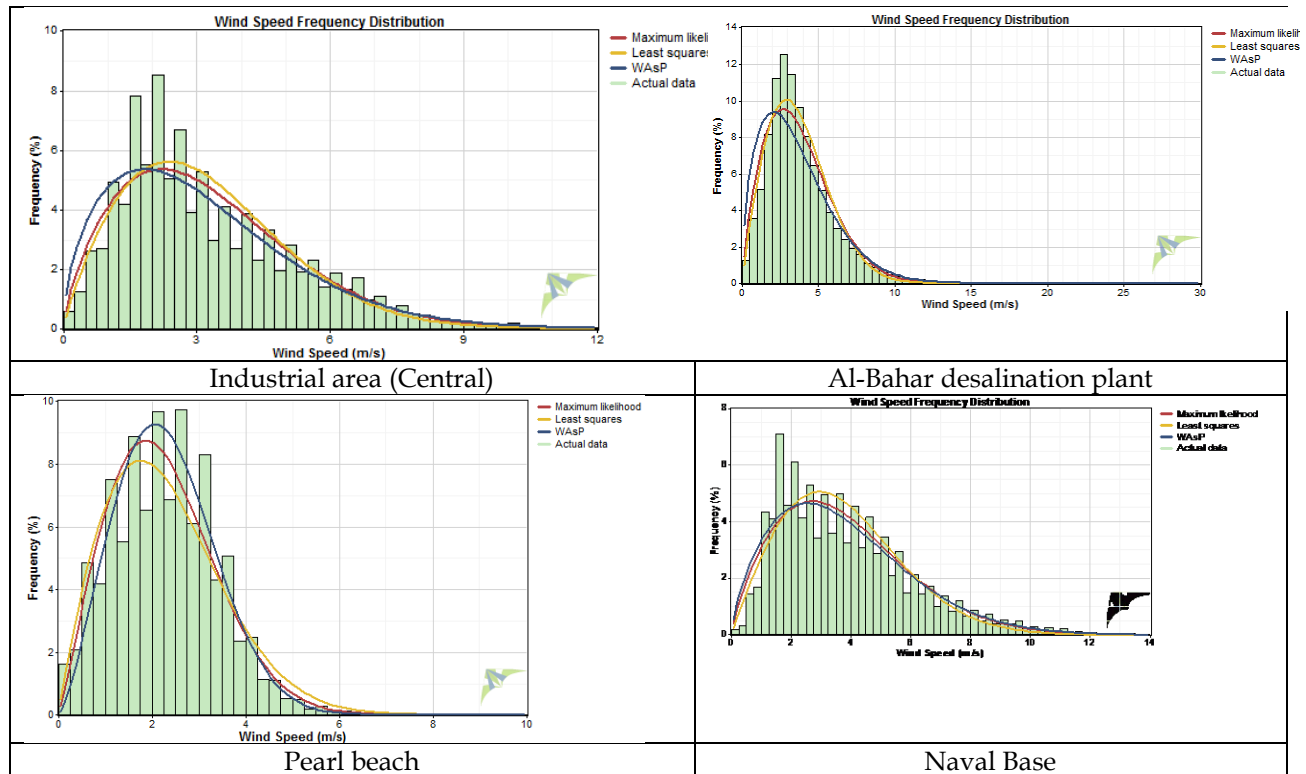 Wind Speed Frequency Distribution
10
8
6
4
2
0
Frequency (%)
0 3 6 9 12
Wind Speed (m/s)
Maximum likeli
Least squares
WAsP
Actual data
Wind Speed Frequency Distribution
14
12
10
8
6
4
2
0
Frequency (%)
0 5 10 15 20 25 30
Wind Speed (m/s)
Maximum likelih
Least squares
WAsP
Actual data
Industrial area (Central)
Al-Bahar desalination plant
10
8
6
4
2
0
Frequency (%)
0 2 4 6 8 10
Wind Speed (m/s)
Maximum likelihood
Least squares
WAsP
Actual data
Wind Speed Frequency Distribution
8
6
4
2
0
Frequency (%)
0 2 4 6 8 10 12 14
Wind Speed (m/s)
Maximum likelihood
Least squares
WAsP
Actual data
Pearl beach
Naval Base